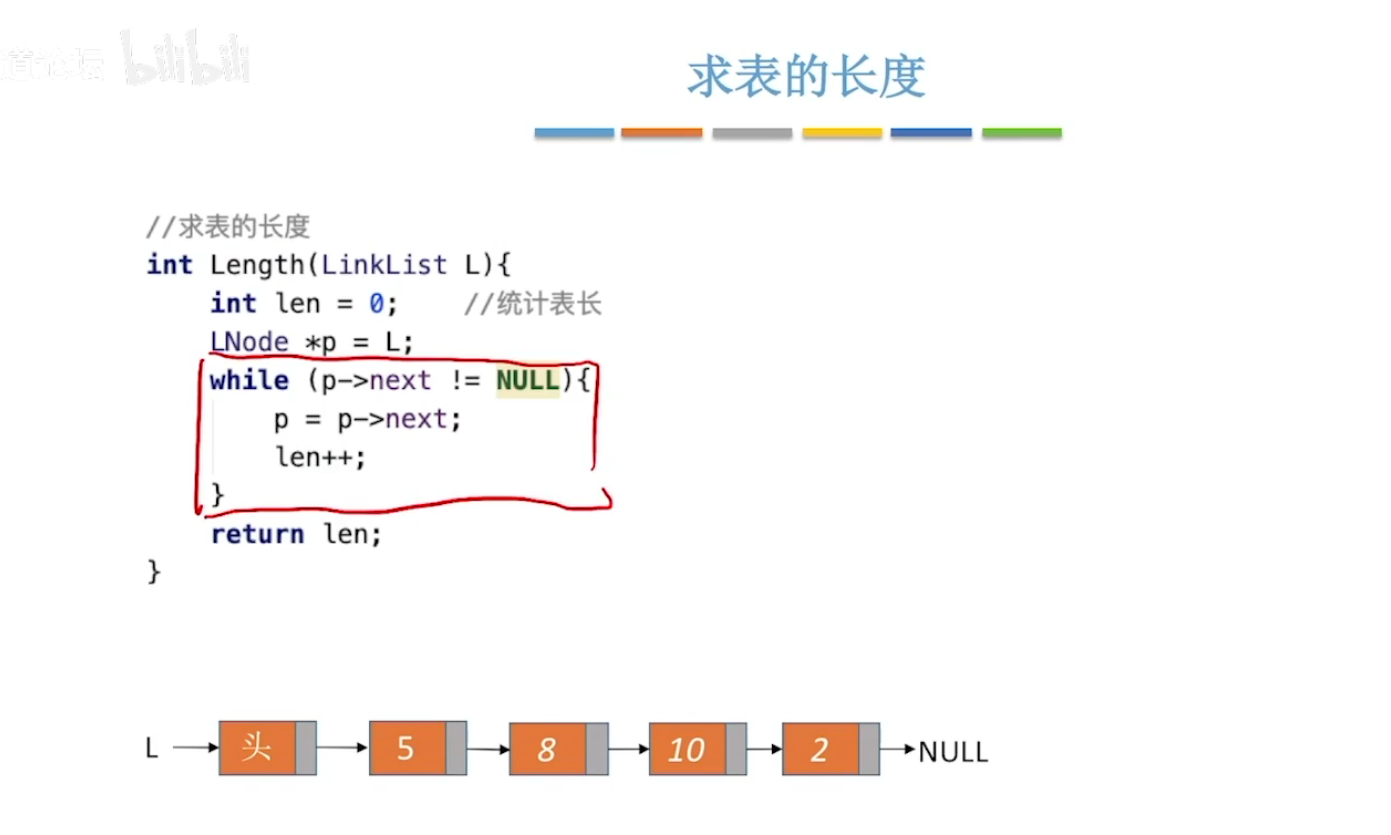 道论坛 bilibili
求表的长度
//求表的长度
int Length(LinkList L){
int len = 0; //统计表长
LNode *p = L;
while (p->next != NULL){
p = p->next;
len++;
}
return len;
}
L 头 5 8 10 2 NULL